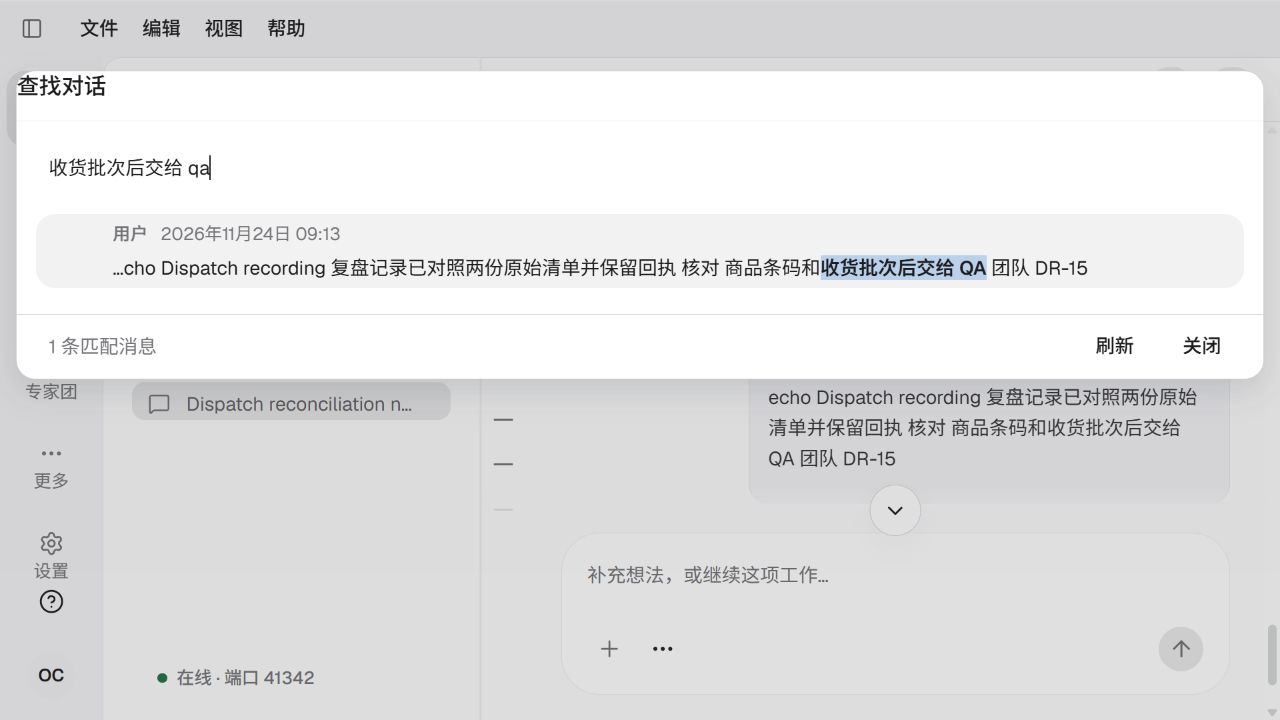 文件 编辑 视图 帮助
查找对话
收货批次后交给 qa
用户 2026年11月24日 09:13
...cho Dispatch recording 复盘记录已对照两份原始清单并保留回执 核对 商品条码和收货批次后交给 QA 团队 DR-15
1 条匹配消息
刷新
关闭
专家团
Dispatch reconciliation n...
echo Dispatch recording 复盘记录已对照两份原始
清单并保留回执 核对 商品条码和收货批次后交给
QA 团队 DR-15
更多
设置
补充想法，或继续这项工作...
OC
在线 · 端口 41342